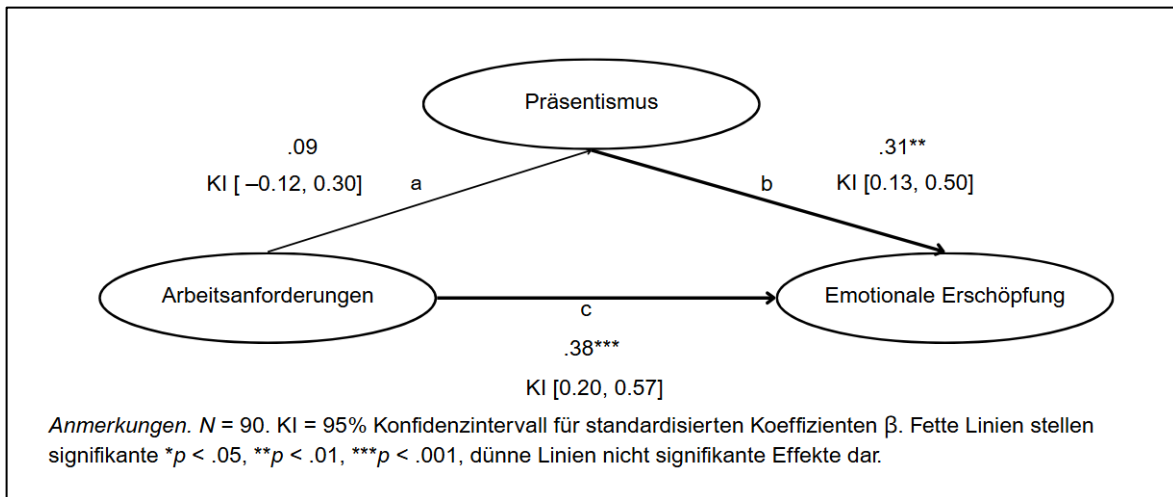 Präsentismus
.09
KI [ –0.12, 0.30]
a
.31**
KI [0.13, 0.50]
b
Arbeitsanforderungen
Emotionale Erschöpfung
c
.38***
KI [0.20, 0.57]
Anmerkungen. N = 90. KI = 95% Konfidenzintervall für standardisierten Koeffizienten β. Fette Linien stellen
signifikante *p < .05, **p < .01, ***p < .001, dünne Linien nicht signifikante Effekte dar.